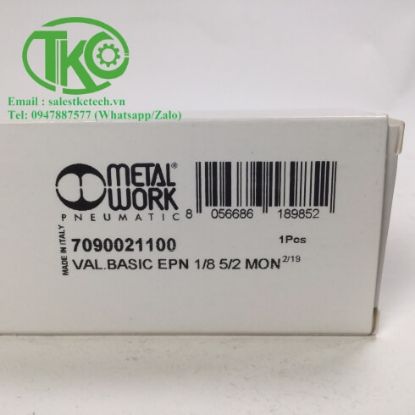 TKC
Email : salestkctech.vn
Tel: 0947887577 (Whatsapp/Zalo)
METAL® WORK
PNEUMATIC
8 056686 189852
MADE IN ITALY
7090021100
1Pcs
VAL.BASIC EPN 1/8 5/2 MON 2/19